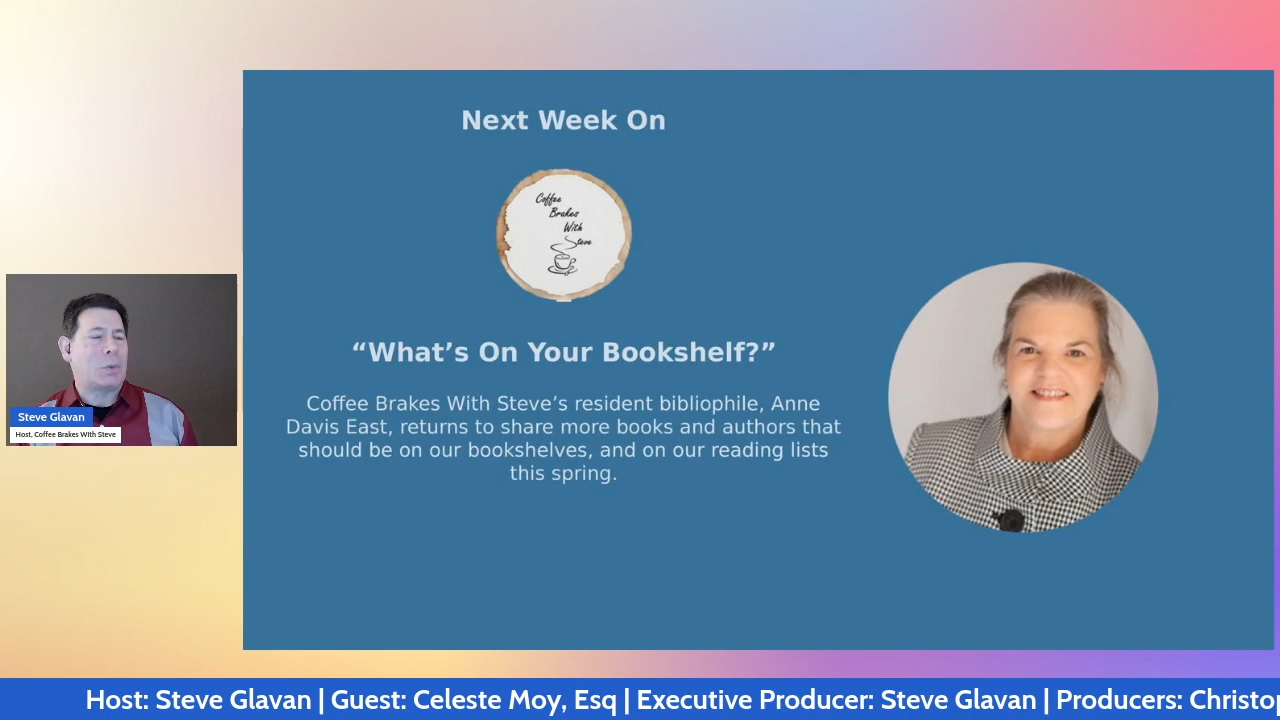 Next Week On
Coffee
Brakes
With
Steve
“What’s On Your Bookshelf?”
Coffee Brakes With Steve’s resident bibliophile, Anne
Davis East, returns to share more books and authors that
should be on our bookshelves, and on our reading lists
this spring.
Steve Glavan
Host, Coffee Brakes With Steve
Host: Steve Glavan | Guest: Celeste Moy, Esq | Executive Producer: Steve Glavan | Producers: Christop